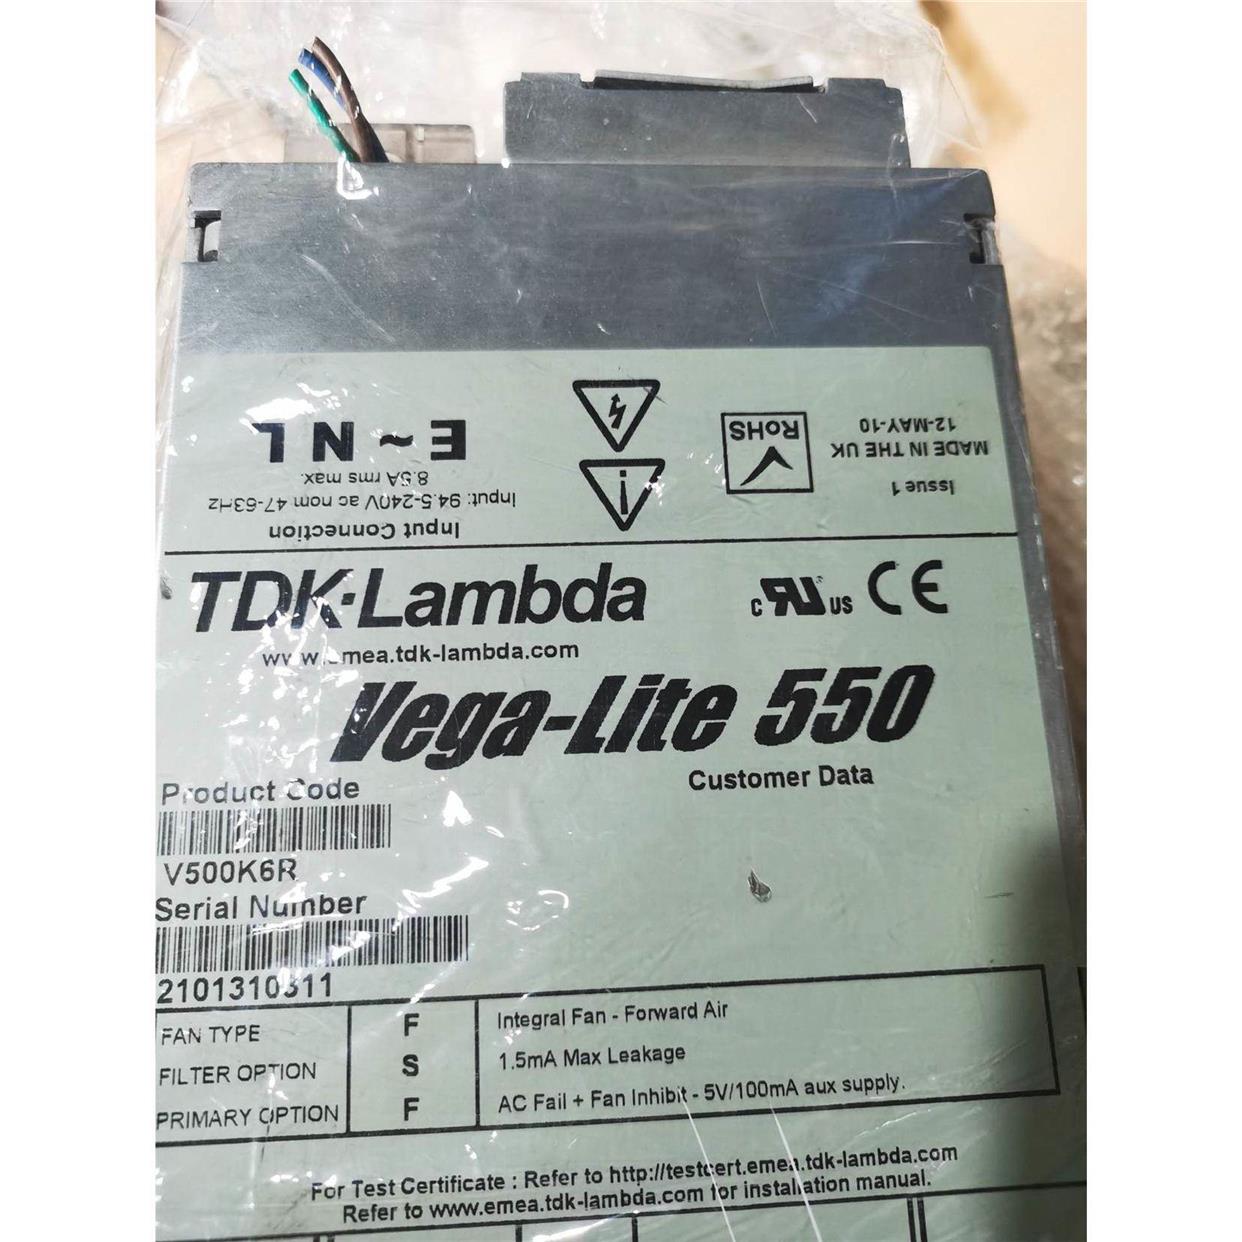 E ~ N L
8.5A rms max.
Input: 94.5-240V ac nom 47-63Hz
Input Connection
RoHS
12-MAY-10
MADE IN THE UK
Issue 1
TDK·Lambda
c RU US CE
www.emea.tdk-lambda.com
Vega-Lite 550
Customer Data
Product Code
V500K6R
Serial Number
2101310311
FAN TYPE F Integral Fan - Forward Air
FILTER OPTION S 1.5mA Max Leakage
PRIMARY OPTION F AC Fail + Fan Inhibit - 5V/100mA aux supply.
For Test Certificate : Refer to http://testcert.emea.tdk-lambda.com
Refer to www.emea.tdk-lambda.com for installation manual.